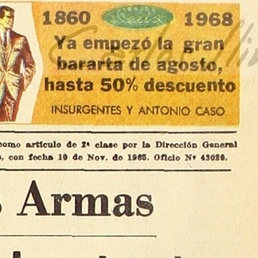 1860 1968
Ya empezó la gran
bararta de agosto,
hasta 50% descuento
INSURGENTES Y ANTONIO CASO
como artículo de 2ª clase por la Dirección General
, con fecha 10 de Nov. de 1965. Oficio Nº 43020.
Armas